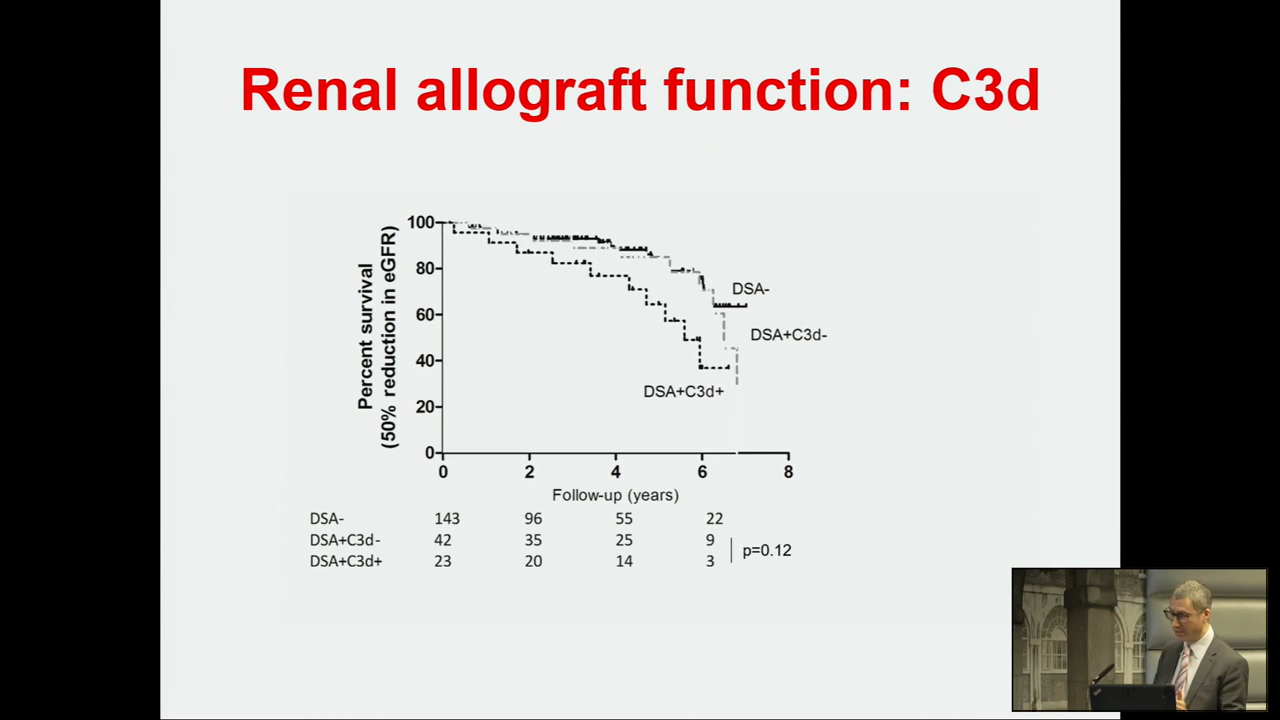 Renal allograft function: C3d
Percent survival
(50% reduction in eGFR)
100
80
60
40
20
0
DSA-
DSA+C3d-
DSA+C3d+
0 2 4 6 8
Follow-up (years)
DSA- 143 96 55 22
DSA+C3d- 42 35 25 9
DSA+C3d+ 23 20 14 3
p=0.12